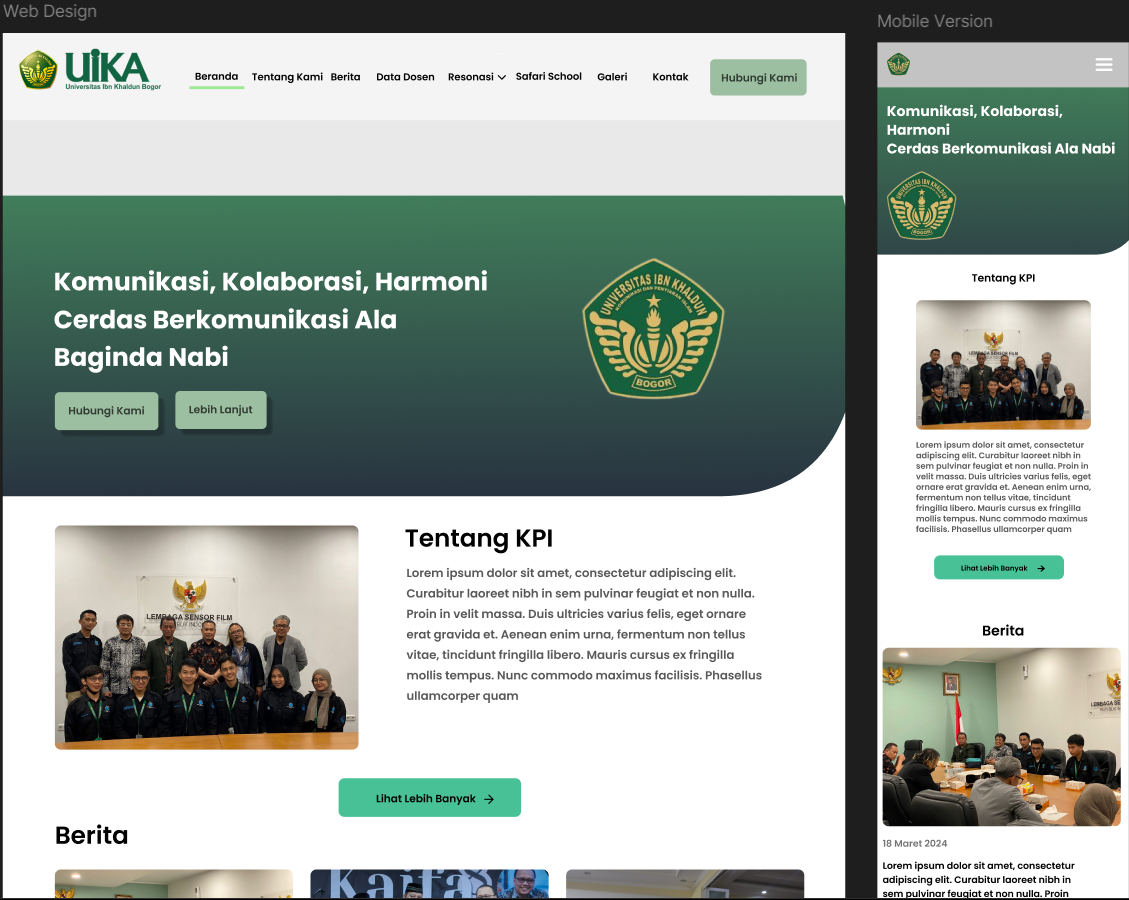 Web Design
Mobile Version
UIKA
Universitas Ibn Khaldun Bogor
Beranda
Tentang Kami
Berita
Data Dosen
Resonasi
Safari School
Galeri
Kontak
Hubungi Kami
Komunikasi, Kolaborasi, Harmoni
Cerdas Berkomunikasi Ala
Baginda Nabi
Hubungi Kami
Lebih Lanjut
UNIVERSITAS IBN KHALDUN
KOMUNIKASI DAN PENYIARAN ISLAM
BOGOR
LEMBAGA SENSOR FILM
Tentang KPI
Lorem ipsum dolor sit amet, consectetur adipiscing elit.
Curabitur laoreet nibh in sem pulvinar feugiat et non nulla.
Proin in velit massa. Duis ultricies varius felis, eget ornare
erat gravida et. Aenean enim urna, fermentum non tellus
vitae, tincidunt fringilla libero. Mauris cursus ex fringilla
mollis tempus. Nunc commodo maximus facilisis. Phasellus
ullamcorper quam
Lihat Lebih Banyak
Berita
Kaifa
Komunikasi, Kolaborasi,
Harmoni
Cerdas Berkomunikasi Ala Nabi
UNIVERSITAS IBN KHALDUN
BOGOR
Tentang KPI
LEMBAGA SENSOR FILM
Lorem ipsum dolor sit amet, consectetur
adipiscing elit. Curabitur laoreet nibh in
sem pulvinar feugiat et non nulla. Proin in
velit massa. Duis ultricies varius felis, eget
ornare erat gravida et. Aenean enim urna,
fermentum non tellus vitae, tincidunt
fringilla libero. Mauris cursus ex fringilla
mollis tempus. Nunc commodo maximus
facilisis. Phasellus ullamcorper quam
Lihat Lebih Banyak
Berita
LEMBAGA SE
18 Maret 2024
Lorem ipsum dolor sit amet, consectetur
adipiscing elit. Curabitur laoreet nibh in
sem pulvinar feugiat et non nulla. Proin